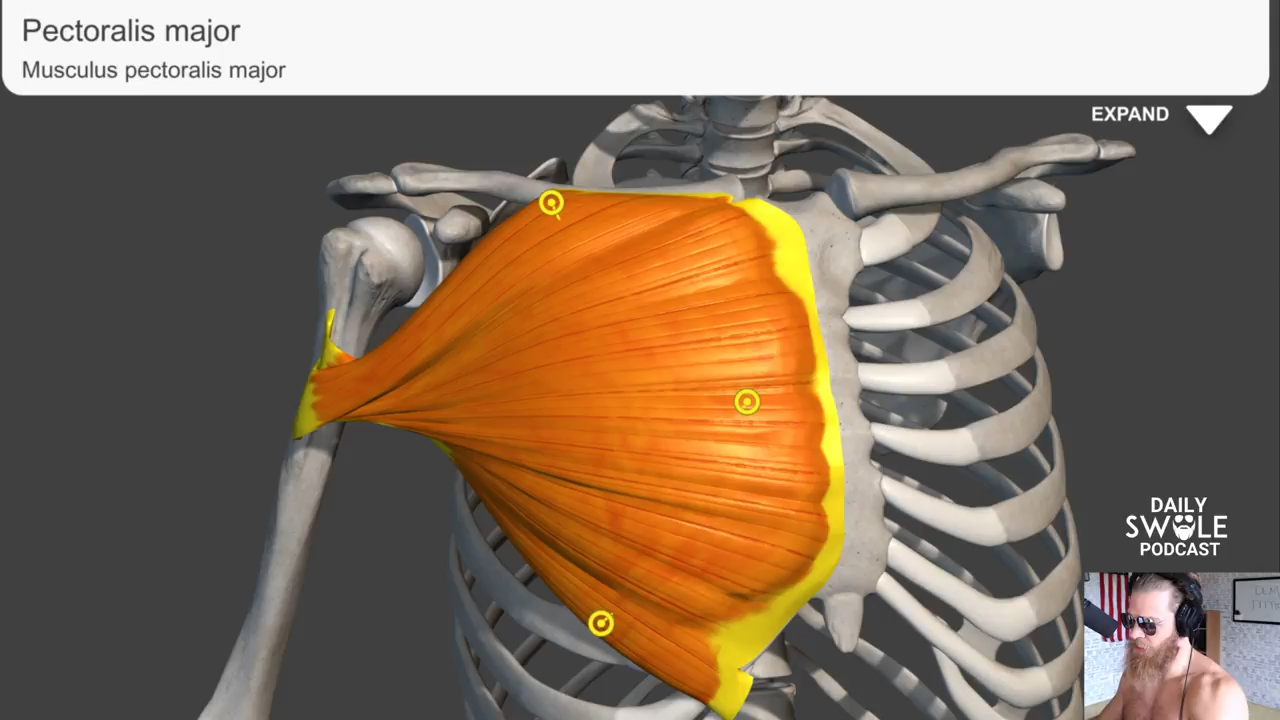 Pectoralis major
Musculus pectoralis major
EXPAND
DAILY
SWOLE
PODCAST